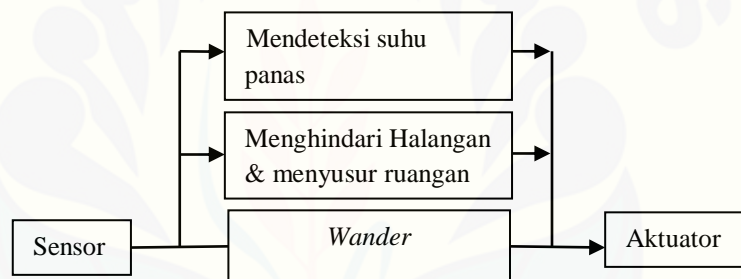 Mendeteksi suhu
panas
Menghindari Halangan
& menyusur ruangan
Sensor
Wander
Aktuator